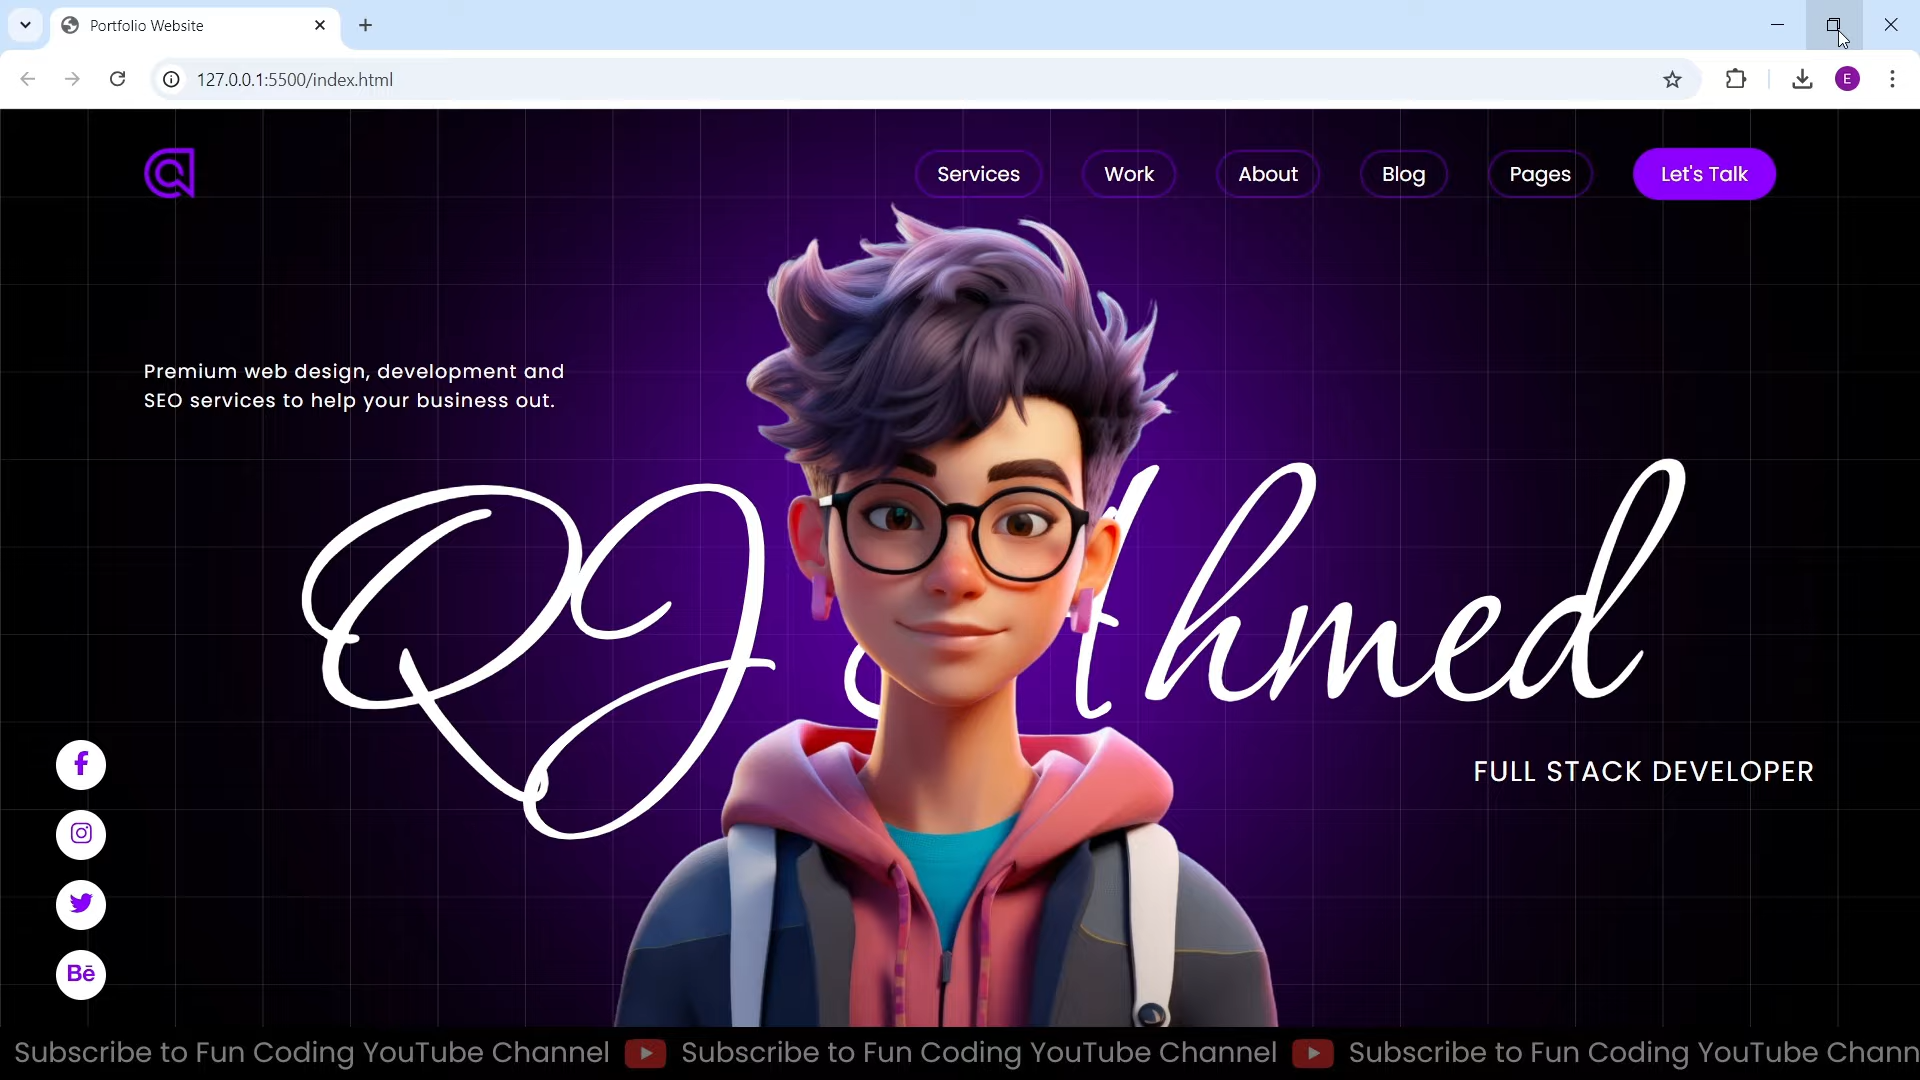 Portfolio Website
127.0.0.1:5500/index.html
E
Services
Work
About
Blog
Pages
Let's Talk
Premium web design, development and
SEO services to help your business out.
FULL STACK DEVELOPER
Bē
Subscribe to Fun Coding YouTube Channel Subscribe to Fun Coding YouTube Channel Subscribe to Fun Coding YouTube Chann